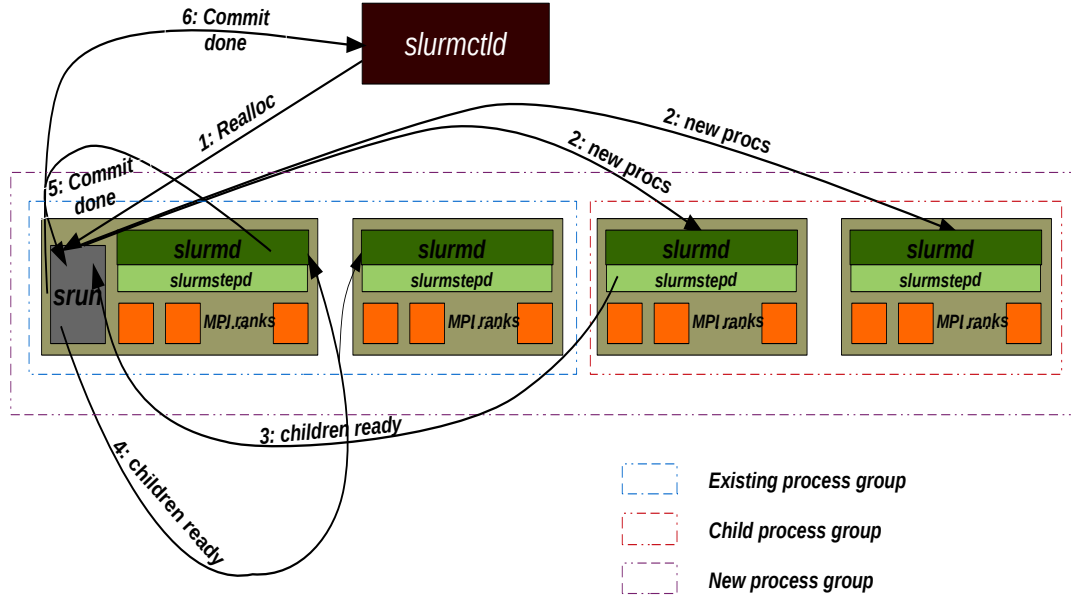 6: Commit
done
slurmctld
1: Realloc
2: new procs
2: new procs
5: Commit
done
srun
slurmd
slurmstepd
MPI ranks
slurmd
slurmstepd
MPI ranks
slurmd
slurmstepd
MPI ranks
slurmd
slurmstepd
MPI ranks
3: children ready
4: children ready
Existing process group
Child process group
New process group